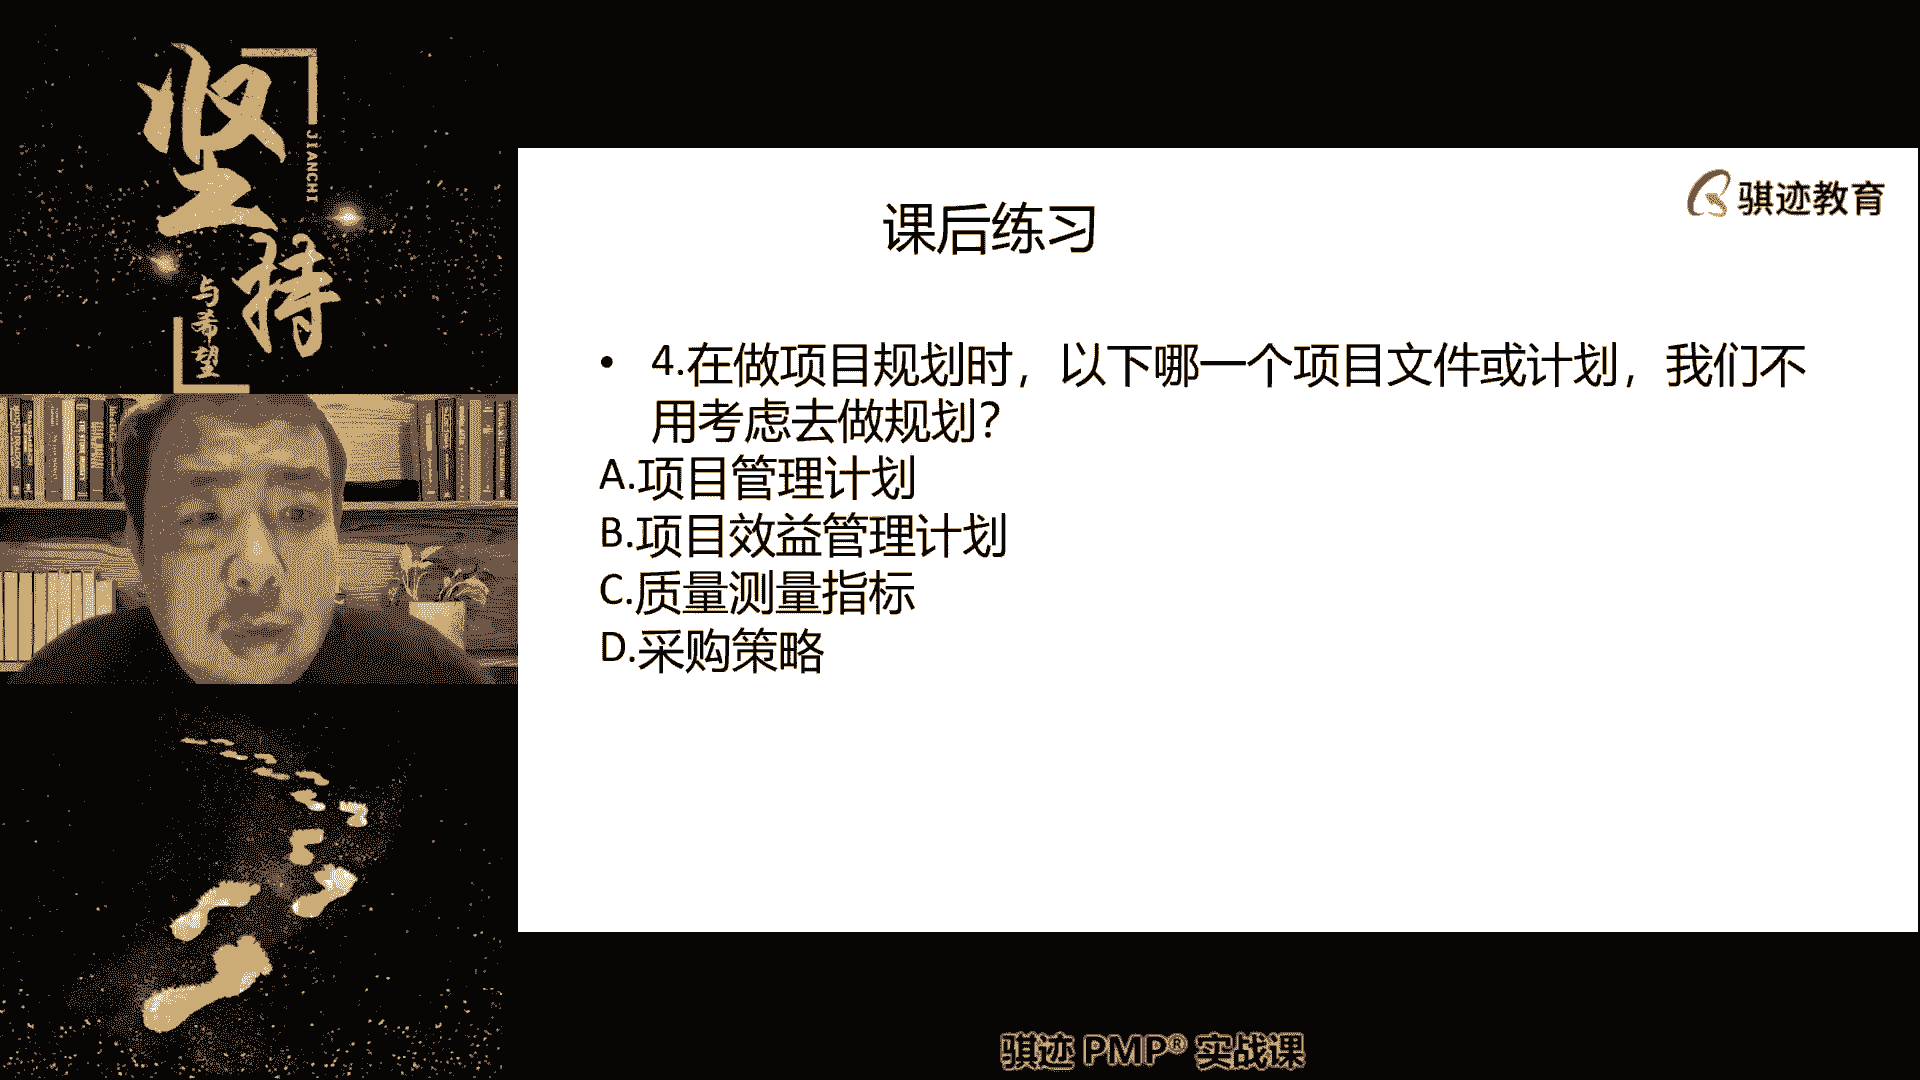 坚持
JIANCHI
与希望
骐迹教育
课后练习
• 4.在做项目规划时，以下哪一个项目文件或计划，我们不
用考虑去做规划？
A.项目管理计划
B.项目效益管理计划
C.质量测量指标
D.采购策略
骐迹 PMP® 实战课